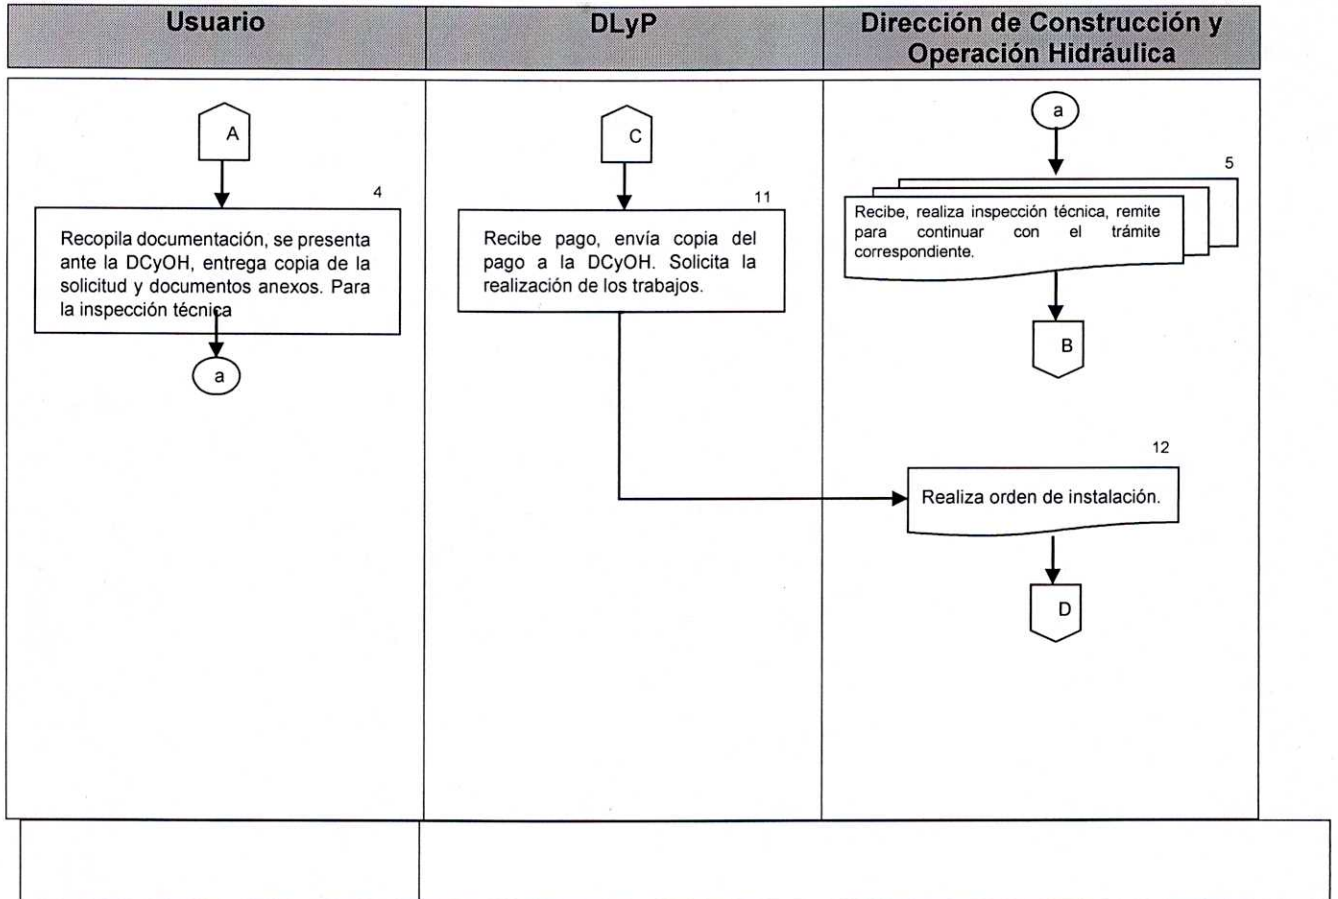 Usuario
DLyP
Dirección de Construcción y
Operación Hidráulica
A
4
Recopila documentación, se presenta
ante la DCyOH, entrega copia de la
solicitud y documentos anexos. Para
la inspección técnica
a
C
11
Recibe pago, envía copia del
pago a la DCyOH. Solicita la
realización de los trabajos.
a
5
Recibe, realiza inspección técnica, remite
para continuar con el trámite
correspondiente.
B
12
Realiza orden de instalación.
D